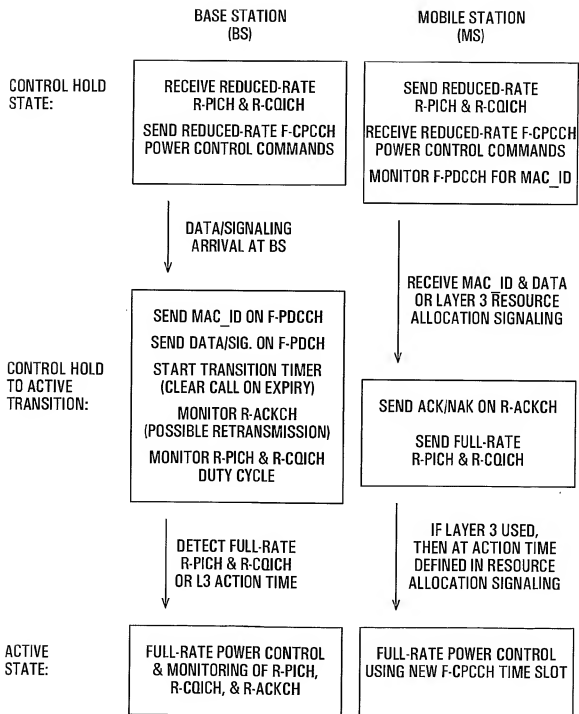 BASE STATION
(BS)
MOBILE STATION
(MS)
CONTROL HOLD
STATE:
RECEIVE REDUCED-RATE
R-PICH & R-CQICH
SEND REDUCED-RATE F-CPCCH
POWER CONTROL COMMANDS
SEND REDUCED-RATE
R-PICH & R-CQICH
RECEIVE REDUCED-RATE F-CPCCH
POWER CONTROL COMMANDS
MONITOR F-PDCCH FOR MAC_ID
DATA/SIGNALING
ARRIVAL AT BS
RECEIVE MAC_ID & DATA
OR LAYER 3 RESOURCE
ALLOCATION SIGNALING
CONTROL HOLD
TO ACTIVE
TRANSITION:
SEND MAC_ID ON F-PDCCH
SEND DATA/SIG. ON F-PDCH
START TRANSITION TIMER
(CLEAR CALL ON EXPIRY)
MONITOR R-ACKCH
(POSSIBLE RETRANSMISSION)
MONITOR R-PICH & R-CQICH
DUTY CYCLE
SEND ACK/NAK ON R-ACKCH
SEND FULL-RATE
R-PICH & R-CQICH
DETECT FULL-RATE
R-PICH & R-CQICH
OR L3 ACTION TIME
IF LAYER 3 USED,
THEN AT ACTION TIME
DEFINED IN RESOURCE
ALLOCATION SIGNALING
ACTIVE
STATE:
FULL-RATE POWER CONTROL
& MONITORING OF R-PICH,
R-CQICH, & R-ACKCH
FULL-RATE POWER CONTROL
USING NEW F-CPCCH TIME SLOT